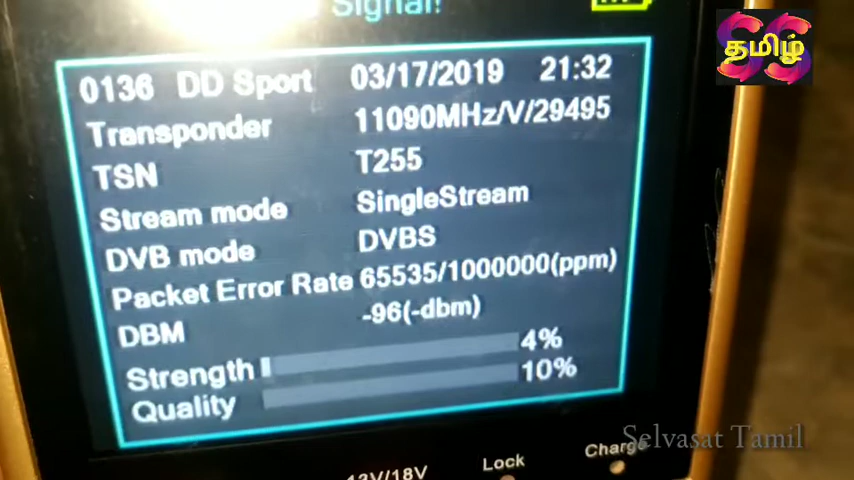 Signal!
SS
தமிழ்
0136 DD Sport 03/17/2019 21:32
Transponder 11090MHz/V/29495
TSN T255
Stream mode SingleStream
DVB mode DVBS
Packet Error Rate 65535/1000000(ppm)
DBM -96(-dbm)
Strength 4%
Quality 10%
Selvasat Tamil
13V/18V Lock Charge